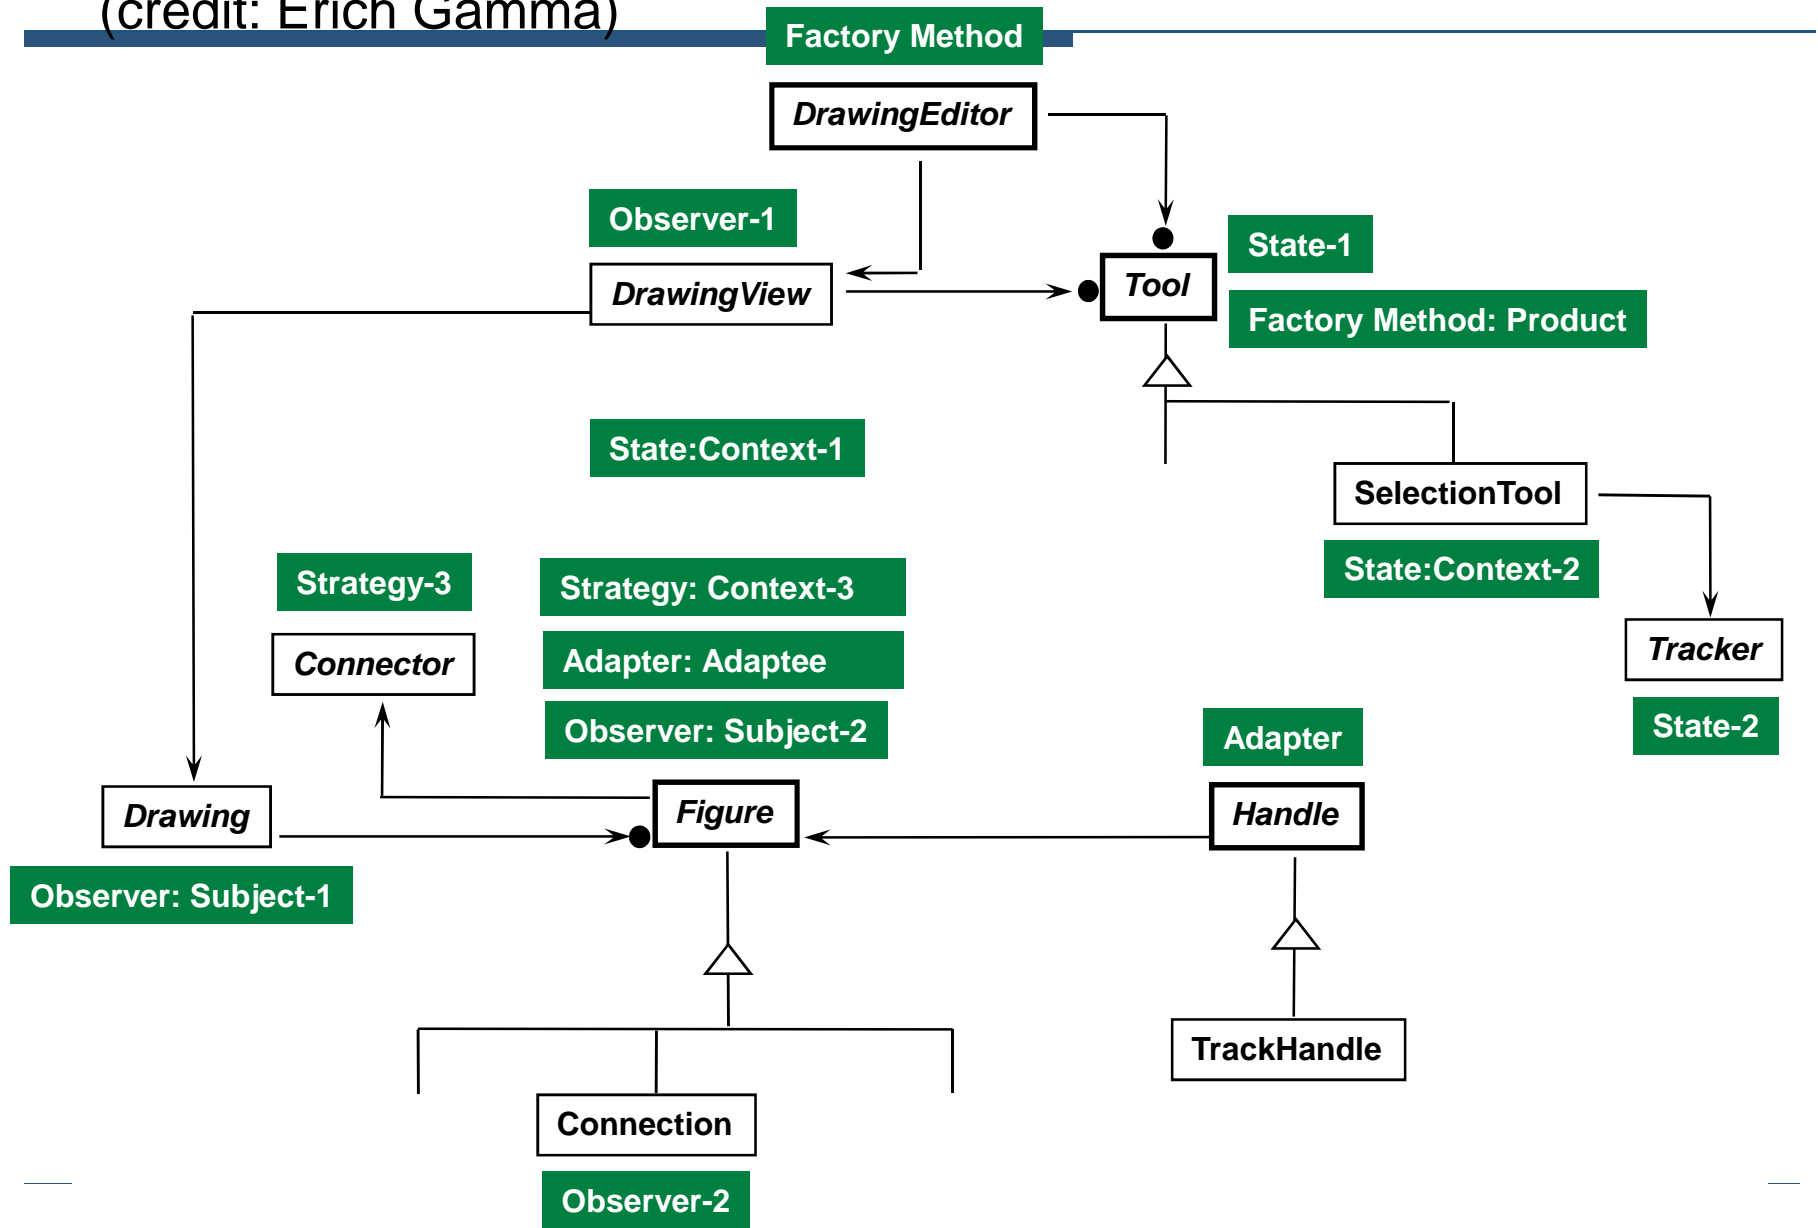 (credit: Erich Gamma)
Factory Method
DrawingEditor
Observer-1
DrawingView
State-1
Tool
Factory Method: Product
State:Context-1
SelectionTool
State:Context-2
Strategy-3
Strategy: Context-3
Connector
Adapter: Adaptee
Tracker
Observer: Subject-2
Adapter
State-2
Drawing
Figure
Handle
Observer: Subject-1
TrackHandle
Connection
Observer-2